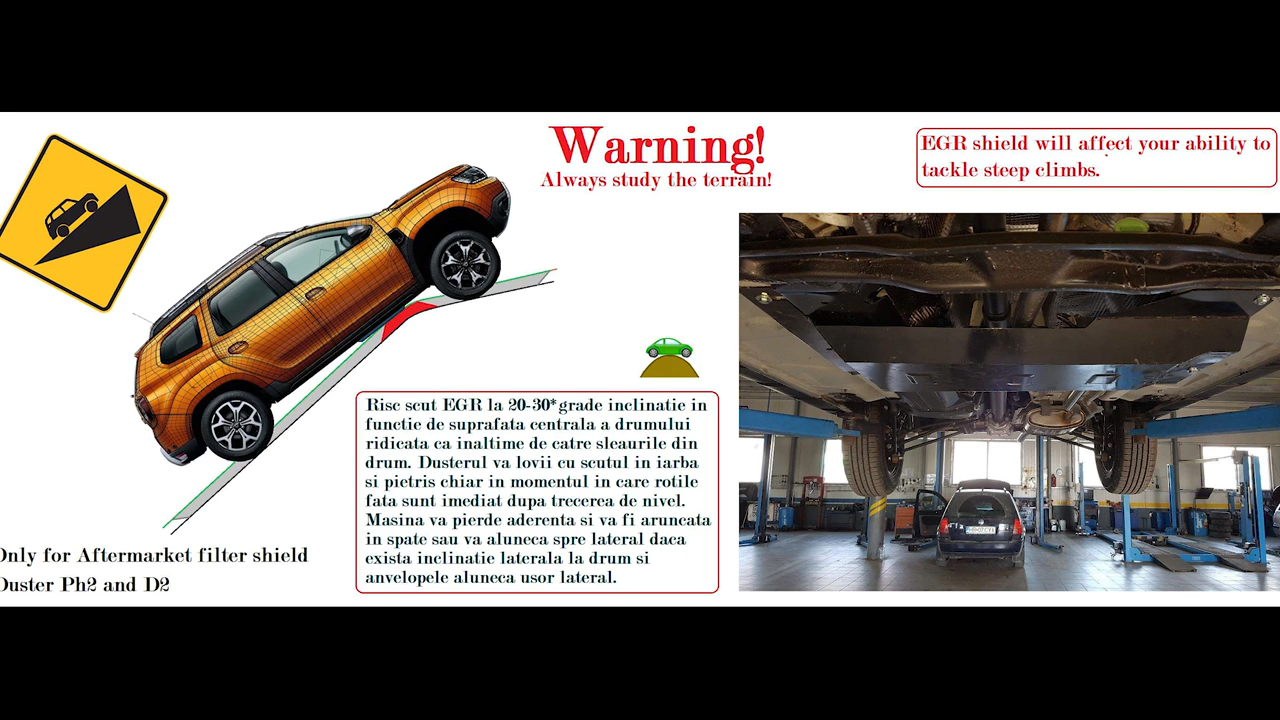 Warning!
Always study the terrain!
EGR shield will affect your ability to
tackle steep climbs.
Risc scut EGR la 20-30*grade inclinatie in
functie de suprafata centrala a drumului
ridicata ca inaltime de catre sleaurile din
drum. Dusterul va lovii cu scutul in iarba
si pietris chiar in momentul in care rotile
fata sunt imediat dupa trecerea de nivel.
Masina va pierde aderenta si va fi aruncata
in spate sau va aluneca spre lateral daca
exista inclinatie laterala la drum si
anvelopele aluneca usor lateral.
Only for Aftermarket filter shield
Duster Ph2 and D2